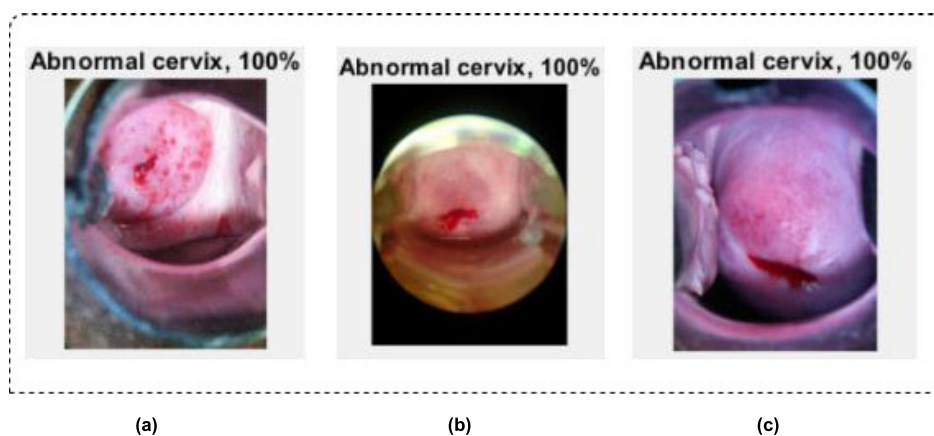 Abnormal cervix, 100%
Abnormal cervix, 100%
Abnormal cervix, 100%
(a)
(b)
(c)